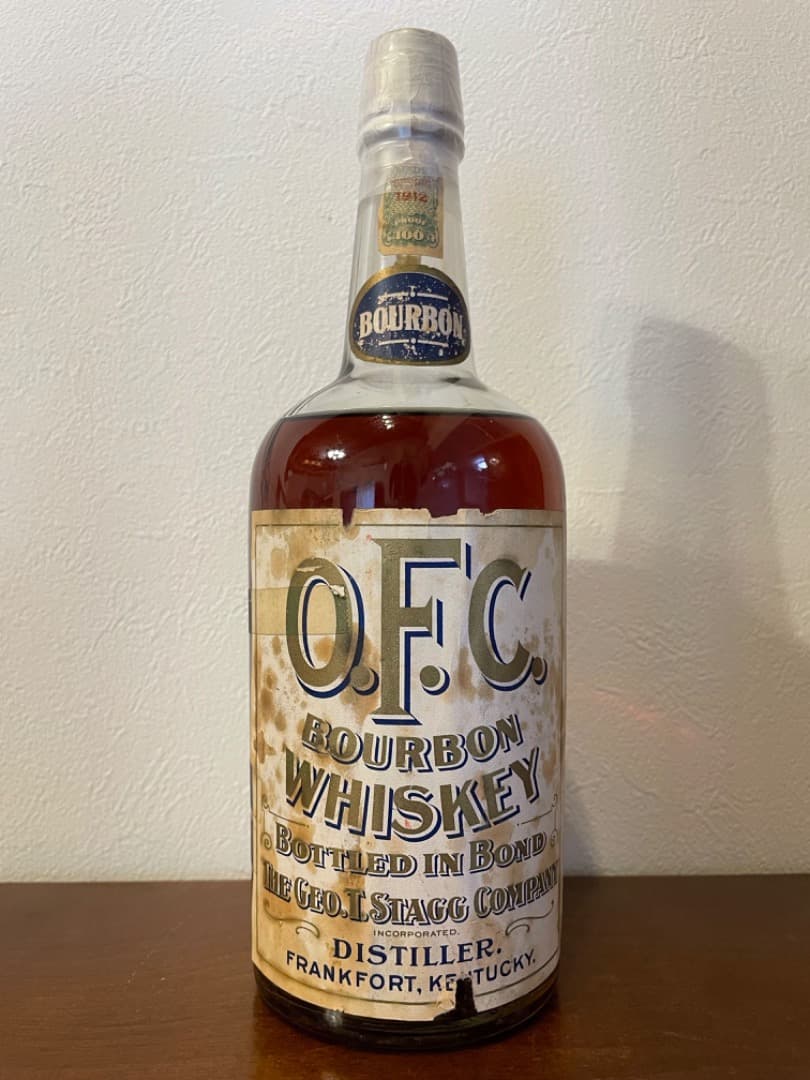 1912
PROOF
100
BOURBON
O.F.C.
BOURBON
WHISKEY
BOTTLED IN BOND
THE GEO. T. STAGG COMPANY
INCORPORATED.
DISTILLER.
FRANKFORT, KENTUCKY.